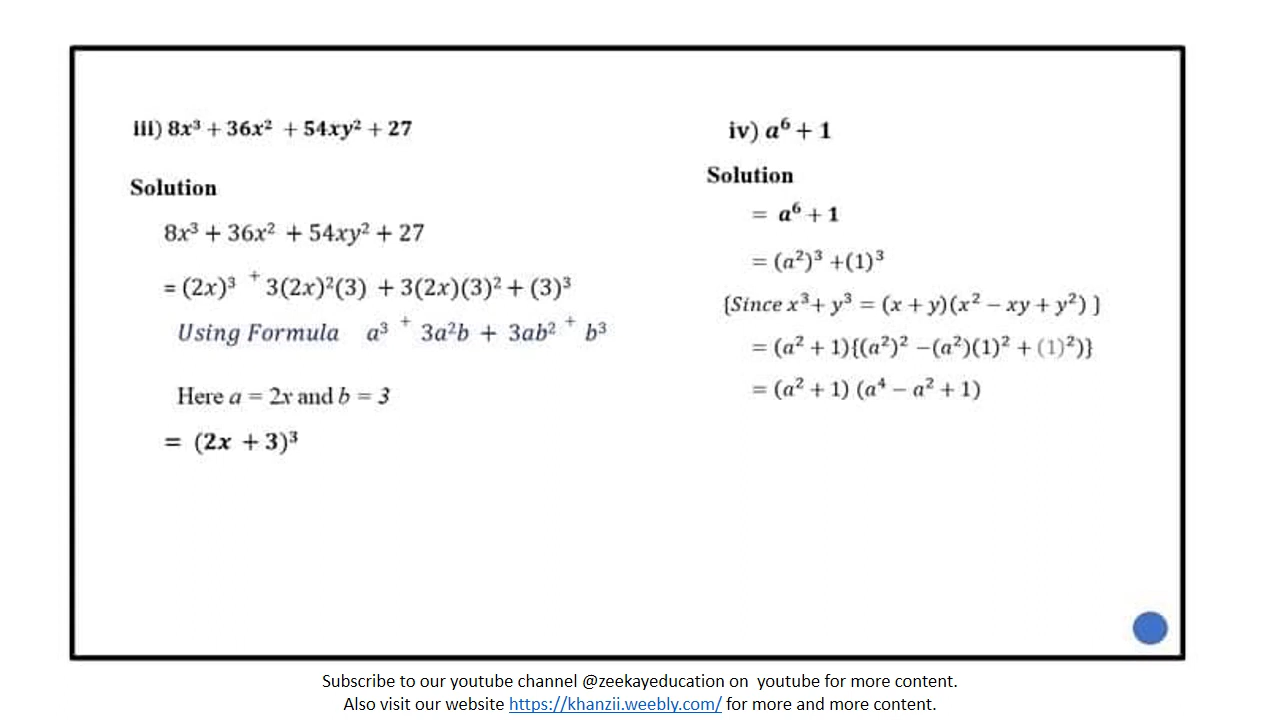 iii) 8x³ + 36x² + 54xy² + 27
Solution
8x³ + 36x² + 54xy² + 27
= (2x)³ + 3(2x)²(3) + 3(2x)(3)² + (3)³
Using Formula a³ + 3a²b + 3ab² + b³
Here a = 2x and b = 3
= (2x + 3)³
iv) a⁶ + 1
Solution
= a⁶ + 1
= (a²)³ +(1)³
{Since x³+ y³ = (x + y)(x² − xy + y²) }
= (a² + 1){(a²)² −(a²)(1)² + (1)²)}
= (a² + 1) (a⁴ − a² + 1)
Subscribe to our youtube channel @zeekayeducation on youtube for more content.
Also visit our website https://khanzii.weebly.com/ for more and more content.